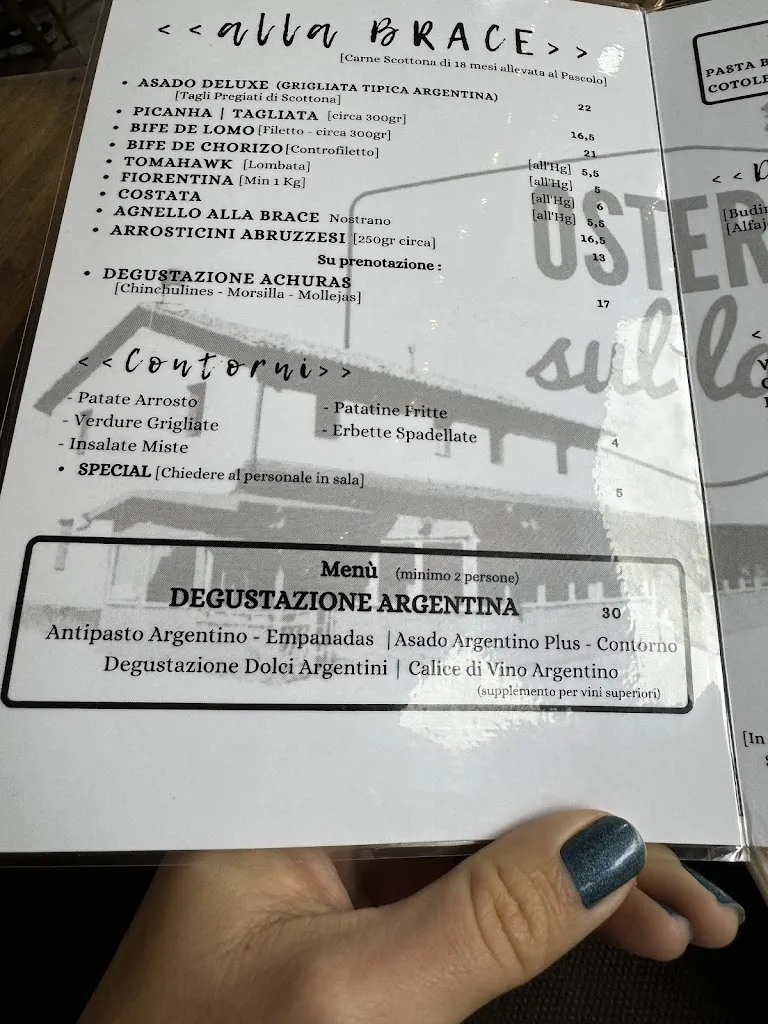 <<alla BRACE>>
[Carne Scottona di 18 mesi allevata al Pascolo]
• ASADO DELUXE (GRIGLIATA TIPICA ARGENTINA) 22
[Tagli Pregiati di Scottona]
• PICANHA | TAGLIATA [circa 300gr] 16,5
• BIFE DE LOMO [Filetto - circa 300gr] 21
• BIFE DE CHORIZO [Controfiletto] [all'Hg] 5,5
• TOMAHAWK [Lombata] [all'Hg] 5
• FIORENTINA [Min 1 Kg] [all'Hg] 6
• COSTATA [all'Hg] 5,5
• AGNELLO ALLA BRACE Nostrano 16,5
• ARROSTICINI ABRUZZESI [250gr circa] 13
Su prenotazione :
• DEGUSTAZIONE ACHURAS
[Chinchulines - Morsilla - Mollejas] 17
<<Contorni>>
- Patate Arrosto - Patatine Fritte
- Verdure Grigliate - Erbette Spadellate 4
- Insalate Miste
• SPECIAL [Chiedere al personale in sala] 5
Menù (minimo 2 persone)
DEGUSTAZIONE ARGENTINA 30
Antipasto Argentino - Empanadas | Asado Argentino Plus - Contorno
Degustazione Dolci Argentini | Calice di Vino Argentino
(supplemento per vini superiori)
OSTER
sul lo
PASTA B
COTOLE
<< D
[Budin
[Alfaj
<
[In